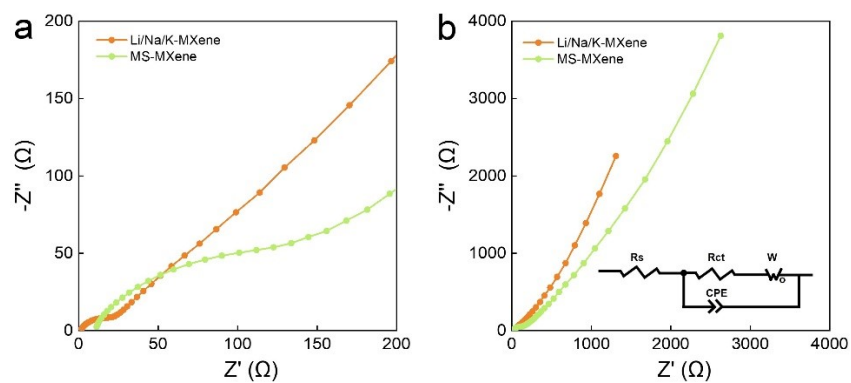 a
200
150
100
50
0
-Z'' (Ω)
Li/Na/K-MXene
MS-MXene
0 50 100 150 200
Z' (Ω)
b
4000
3000
2000
1000
0
-Z'' (Ω)
Li/Na/K-MXene
MS-MXene
Rs Rct W
O
CPE
0 1000 2000 3000 4000
Z' (Ω)